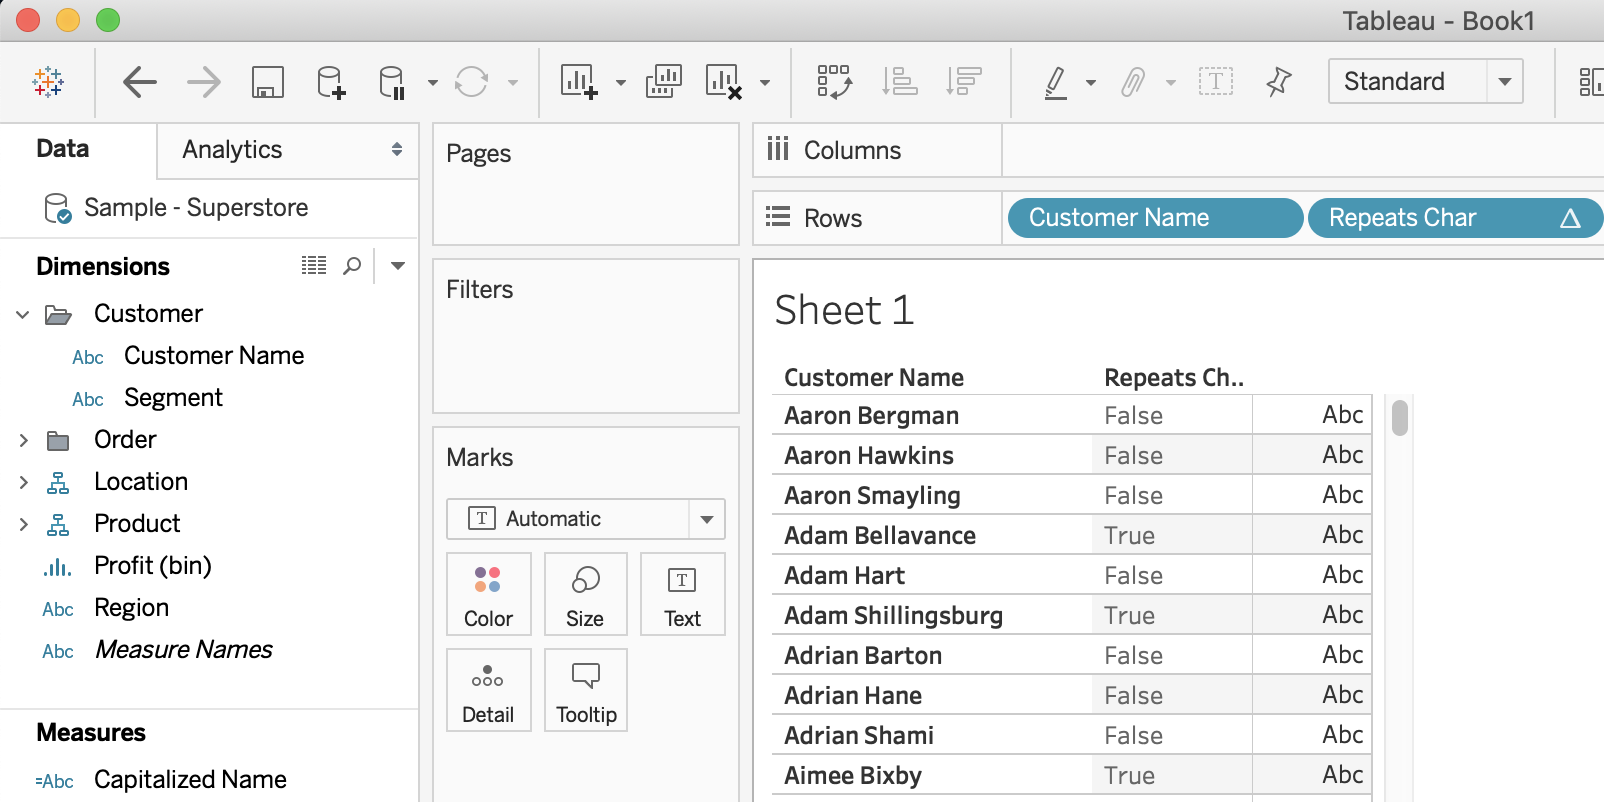 Tableau - Book1
Standard
Data
Analytics
Sample - Superstore
Dimensions
Customer
Abc Customer Name
Abc Segment
Order
Location
Product
Profit (bin)
Abc Region
Abc Measure Names
Measures
=Abc Capitalized Name
Pages
Filters
Marks
T Automatic
Color
Size
T Text
Detail
Tooltip
Columns
Rows Customer Name Repeats Char Δ
Sheet 1
Customer Name Repeats Ch..
Aaron Bergman False Abc
Aaron Hawkins False Abc
Aaron Smayling False Abc
Adam Bellavance True Abc
Adam Hart False Abc
Adam Shillingsburg True Abc
Adrian Barton False Abc
Adrian Hane False Abc
Adrian Shami False Abc
Aimee Bixby True Abc